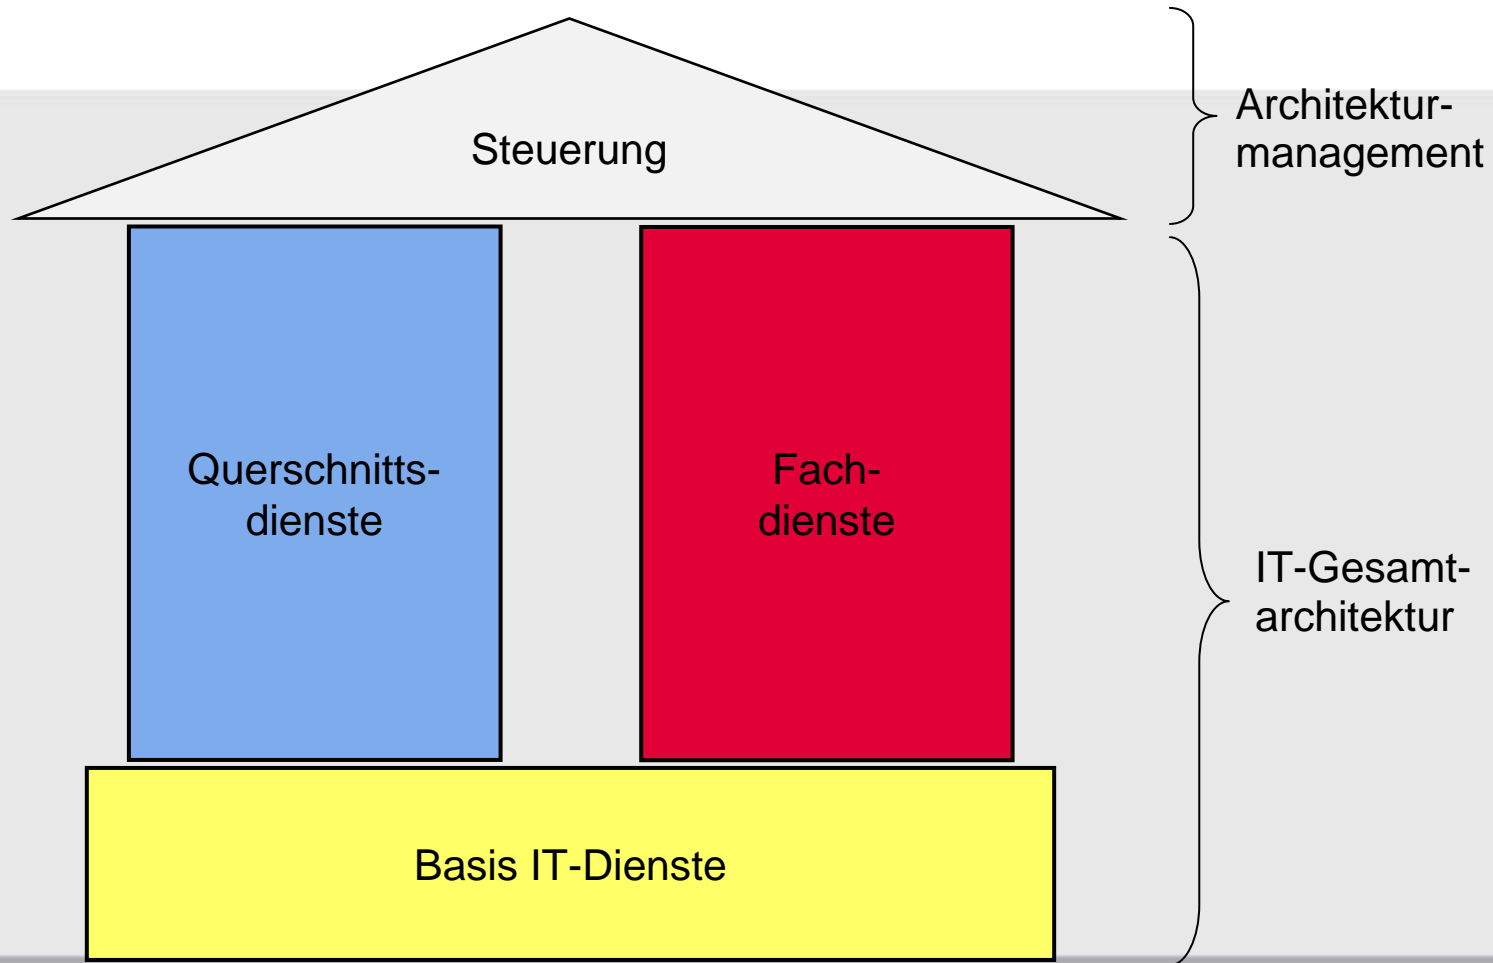 Steuerung
Architektur-
management
Querschnitts-
dienste
Fach-
dienste
IT-Gesamt-
architektur
Basis IT-Dienste